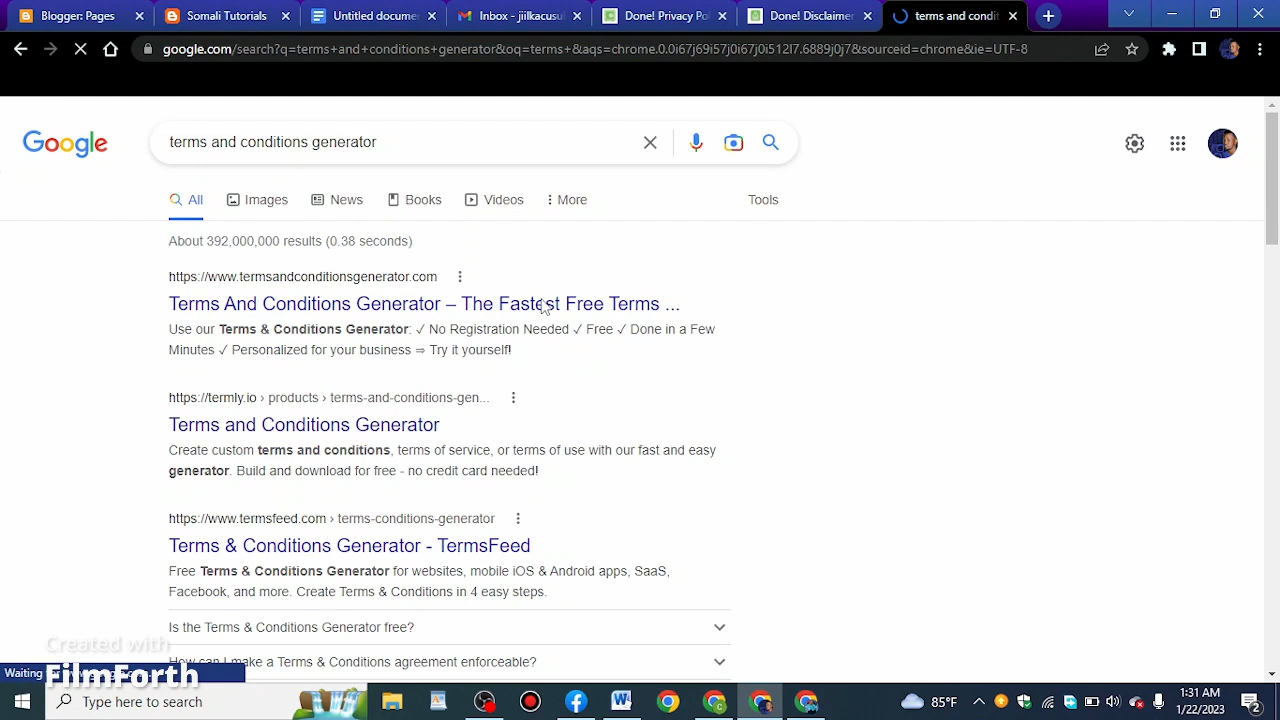 Blogger: Pages
Somali Tutorials
Untitled docume
Inbox - jiilkacusul
Done! Privacy Pol
Done! Disclaimer
terms and condit
google.com/search?q=terms+and+conditions+generator&oq=terms+&aqs=chrome.0.0i67j69i57j0i67j0i512l7.6889j0j7&sourceid=chrome&ie=UTF-8
Google
terms and conditions generator
All
Images
News
Books
Videos
More
Tools
About 392,000,000 results (0.38 seconds)
https://www.termsandconditionsgenerator.com
Terms And Conditions Generator – The Fastest Free Terms ...
Use our Terms & Conditions Generator: ✓ No Registration Needed ✓ Free ✓ Done in a Few
Minutes ✓ Personalized for your business ⇒ Try it yourself!
https://termly.io › products › terms-and-conditions-gen...
Terms and Conditions Generator
Create custom terms and conditions, terms of service, or terms of use with our fast and easy
generator. Build and download for free - no credit card needed!
https://www.termsfeed.com › terms-conditions-generator
Terms & Conditions Generator - TermsFeed
Free Terms & Conditions Generator for websites, mobile iOS & Android apps, SaaS,
Facebook, and more. Create Terms & Conditions in 4 easy steps.
Is the Terms & Conditions Generator free?
How can I make a Terms & Conditions agreement enforceable?
Created with
FilmForth
Waiting
Type here to search
85°F
1:31 AM
1/22/2023
2